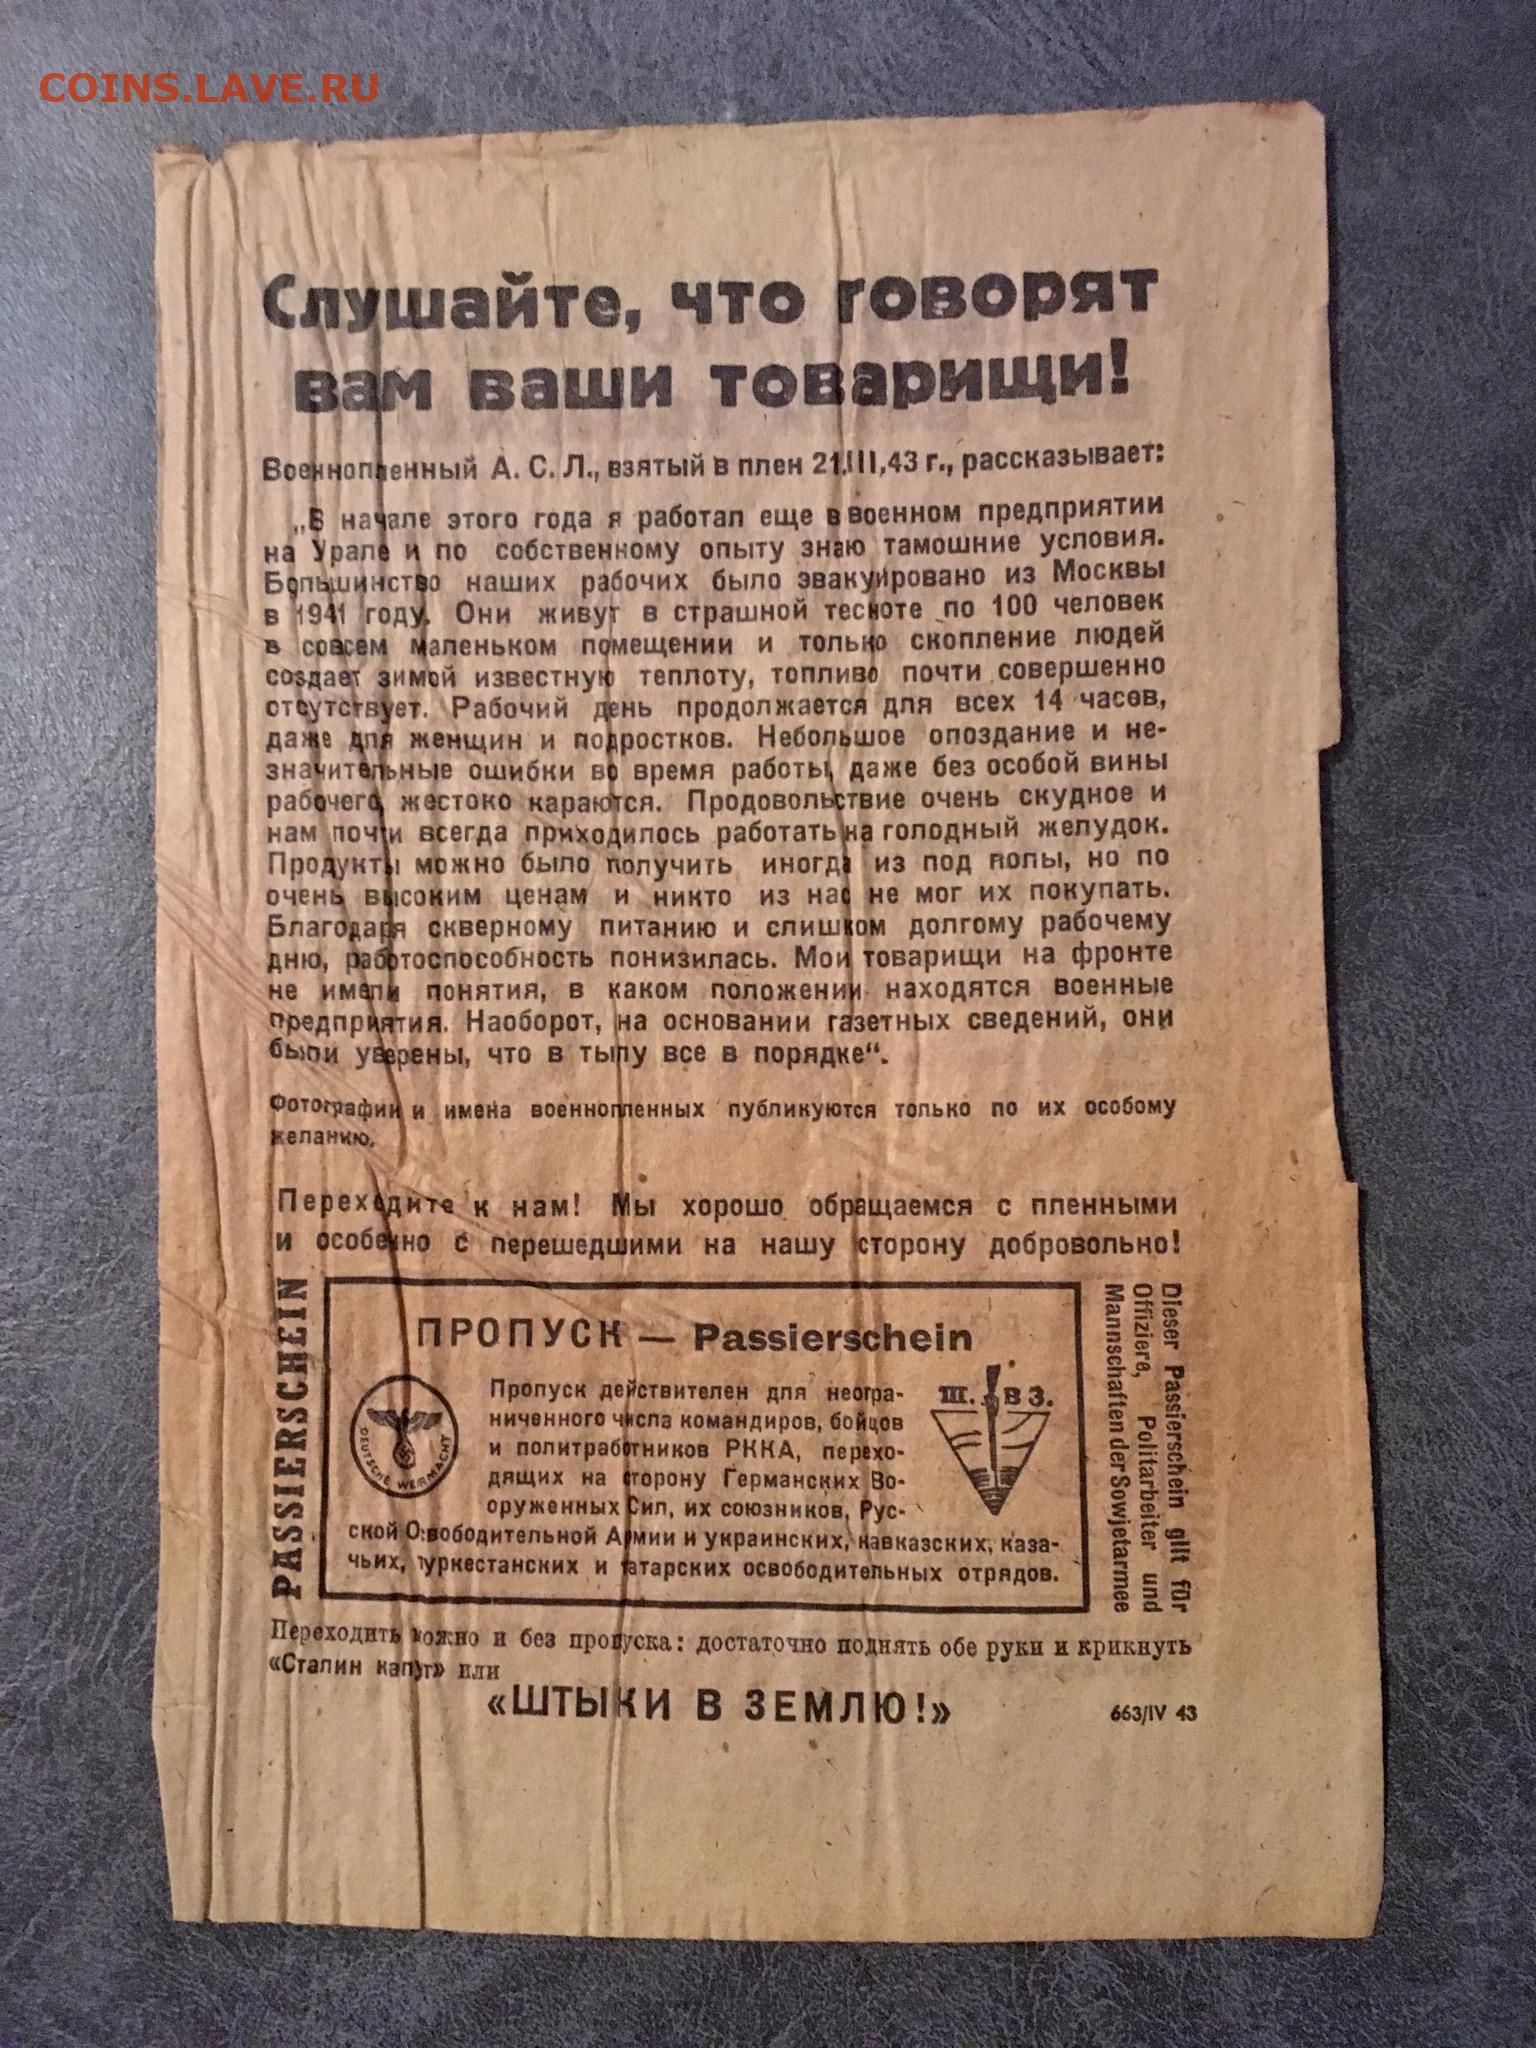 COINS.LAVE.RU
Слушайте, что говорят
вам ваши товарищи!
Военнопленный А. С. Л., взятый в плен 21.III.43 г., рассказывает:
„В начале этого года я работал еще в военном предприятии
на Урале и по собственному опыту знаю тамошние условия.
Большинство наших рабочих было эвакуировано из Москвы
в 1941 году. Они живут в страшной тесноте по 100 человек
в совсем маленьком помещении и только скопление людей
создает зимой известную теплоту, топливо почти совершенно
отсутствует. Рабочий день продолжается для всех 14 часов,
даже для женщин и подростков. Небольшое опоздание и не-
значительные ошибки во время работы, даже без особой вины
рабочего, жестоко караются. Продовольствие очень скудное и
нам почти всегда приходилось работать на голодный желудок.
Продукты можно было получить иногда из под полы, но по
очень высоким ценам и никто из нас не мог их покупать.
Благодаря скверному питанию и слишком долгому рабочему
дню, работоспособность понизилась. Мои товарищи на фронте
не имели понятия, в каком положении находятся военные
предприятия. Наоборот, на основании газетных сведений, они
были уверены, что в тылу все в порядке“.
Фотографии и имена военнопленных публикуются только по их особому
желанию.
Переходите к нам! Мы хорошо обращаемся с пленными
и особенно с перешедшими на нашу сторону добровольно!
PASSIERSCHEIN
ПРОПУСК — Passierschein
DEUTSCHE WERMACHT
Пропуск действителен для неогра-
ниченного числа командиров, бойцов
и политработников РККА, перехо-
дящих на сторону Германских Во-
оруженных Сил, их союзников, Рус-
ской Освободительной Армии и украинских, кавказских, каза-
чьих, туркестанских и татарских освободительных отрядов.
Ш. В З.
Dieser Passierschein gilt für
Offiziere, Politarbeiter und
Mannschaften der Sowjetarmee
Переходить можно и без пропуска: достаточно поднять обе руки и крикнуть
«Сталин капут» или
«ШТЫКИ В ЗЕМЛЮ!»
663/IV 43